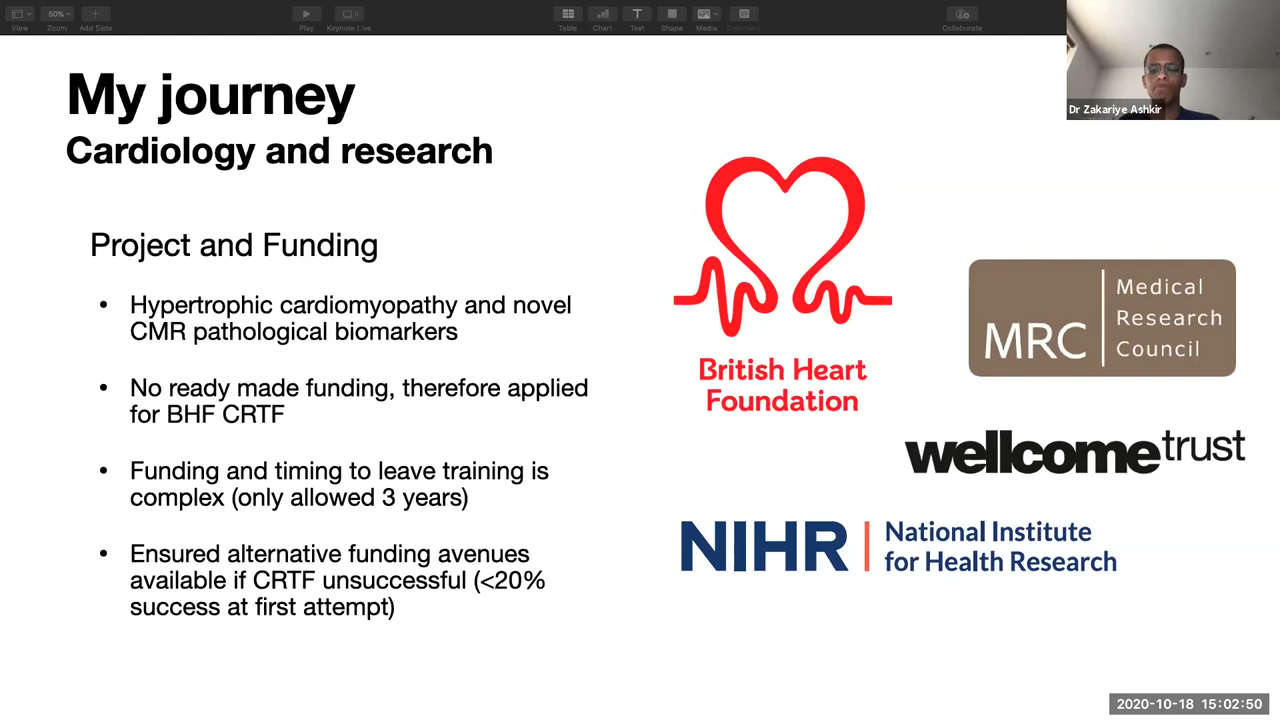 View
50%
Zoom
Add Slide
Play
Keynote Live
Table
Chart
Text
Shape
Media
Comment
Collaborate
Dr Zakariye Ashkir
My journey
Cardiology and research
Project and Funding
• Hypertrophic cardiomyopathy and novel
CMR pathological biomarkers
• No ready made funding, therefore applied
for BHF CRTF
• Funding and timing to leave training is
complex (only allowed 3 years)
• Ensured alternative funding avenues
available if CRTF unsuccessful (<20%
success at first attempt)
British Heart
Foundation
MRC
Medical
Research
Council
wellcometrust
NIHR
National Institute
for Health Research
2020-10-18 15:02:50